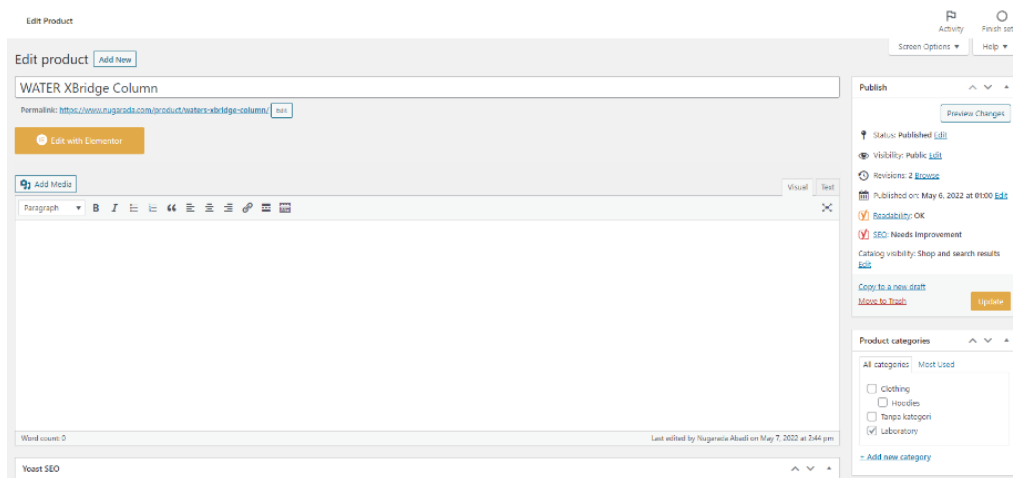 Edit Product
Activity
Finish set
Screen Options
Help
Edit product Add New
WATER XBridge Column
Permalink: https://www.nugarada.com/product/waters-xbridge-column/ Edit
Edit with Elementor
Add Media
Visual Text
Paragraph
Word count: 0
Last edited by Nugarada Abadi on May 7, 2022 at 2:44 pm
Yoast SEO
Publish
Preview Changes
Status: Published Edit
Visibility: Public Edit
Revisions: 2 Browse
Published on: May 6, 2022 at 01:00 Edit
Readability: OK
SEO: Needs improvement
Catalog visibility: Shop and search results
Edit
Copy to a new draft
Move to Trash
Update
Product categories
All categories Most Used
Clothing
Hoodies
Tanpa kategori
Laboratory
+ Add new category